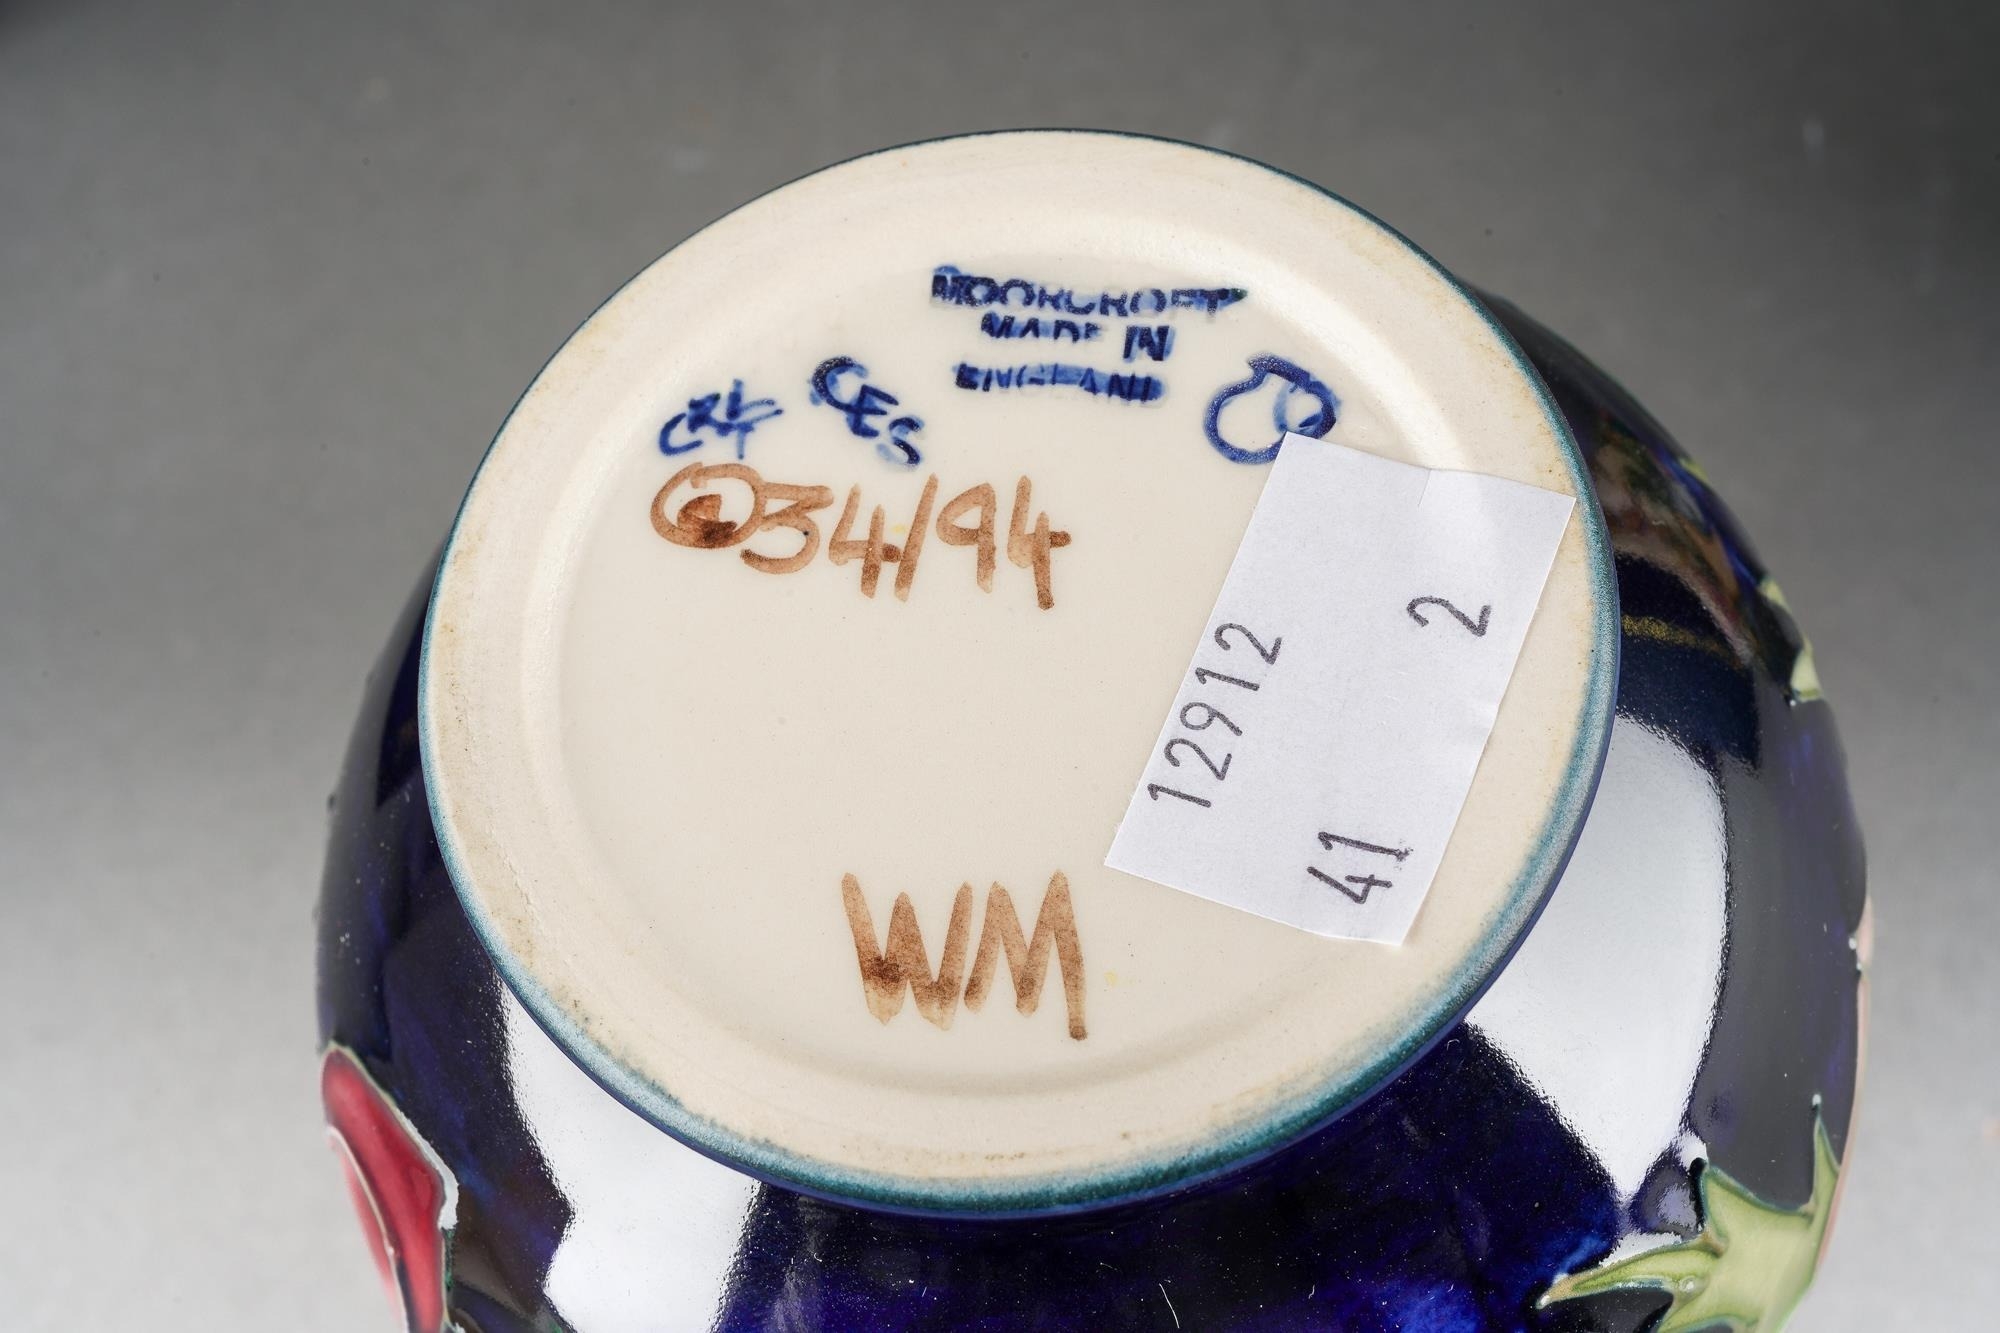 MOORCROFT
MADE IN
ENGLAND
CES
34/94
WM
12912
2
41